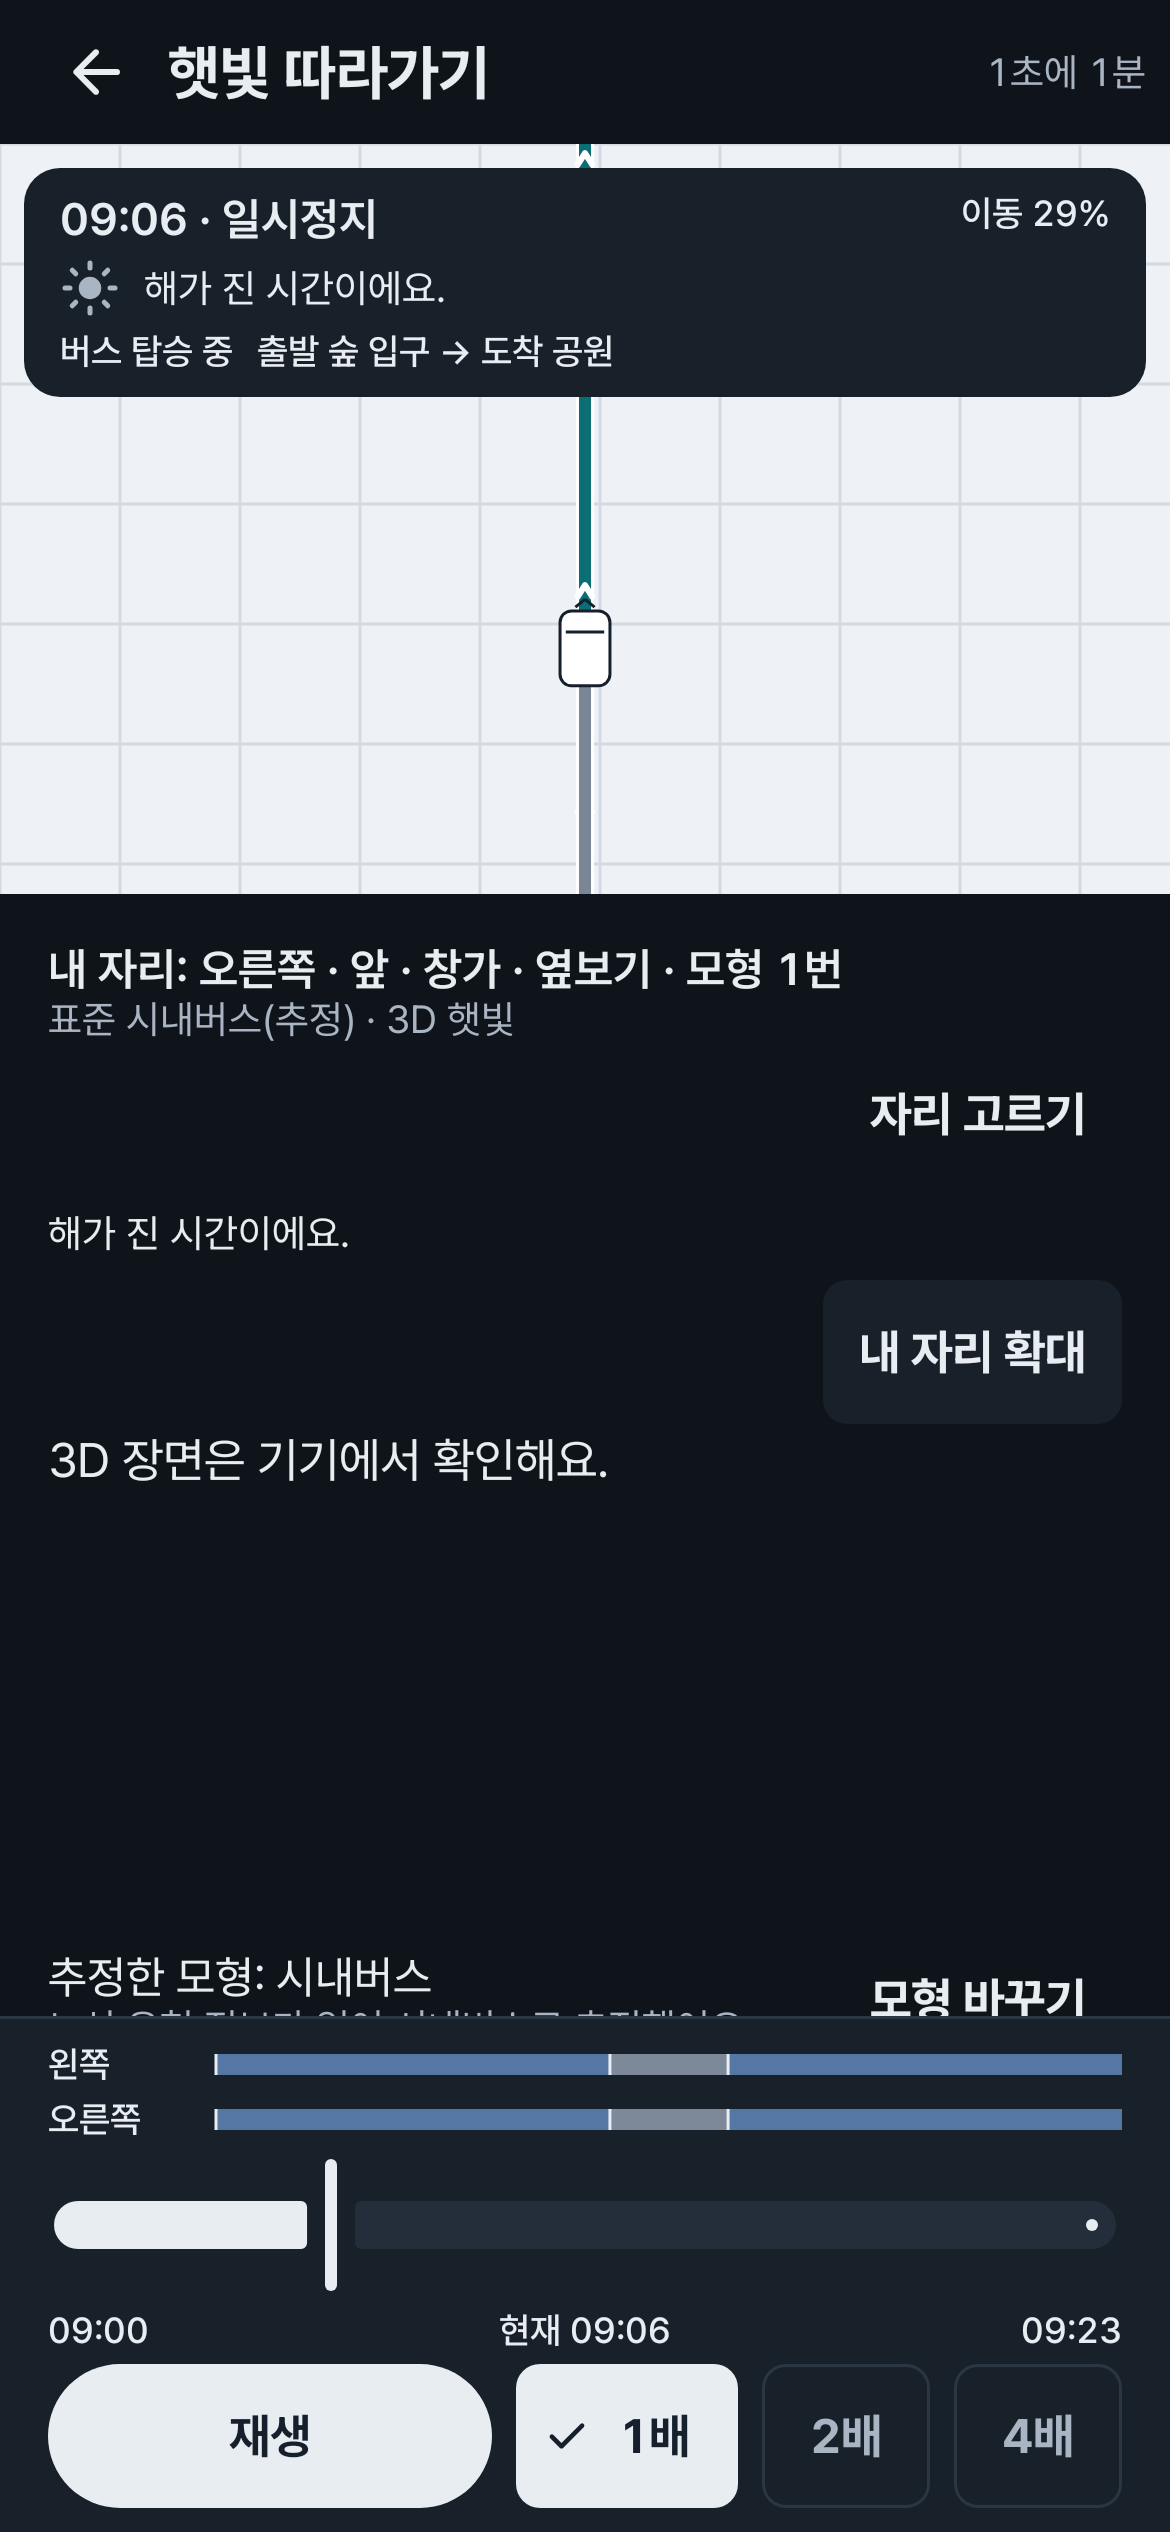 햇빛 따라가기
1초에 1분
09:06 · 일시정지
이동 29%
해가 진 시간이에요.
버스 탑승 중 출발 숲 입구 → 도착 공원
내 자리: 오른쪽 · 앞 · 창가 · 옆보기 · 모형 1번
표준 시내버스(추정) · 3D 햇빛
자리 고르기
해가 진 시간이에요.
내 자리 확대
3D 장면은 기기에서 확인해요.
추정한 모형: 시내버스
모형 바꾸기
왼쪽
오른쪽
09:00
현재 09:06
09:23
재생
1배
2배
4배